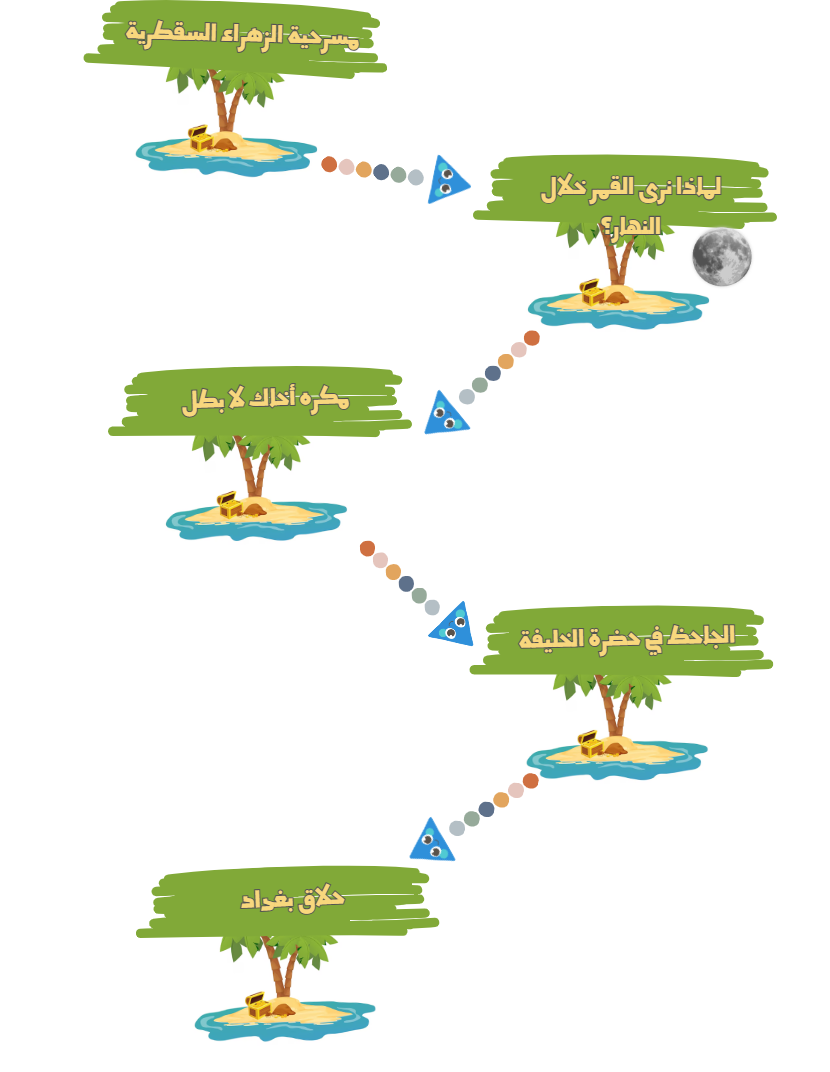 مسرحية الزهراء السقطرية
لماذا نرى القمر خلال
النهار؟
مكره أخاك لا بطل
الجاحظ في حضرة الخليفة
حلاق بغداد